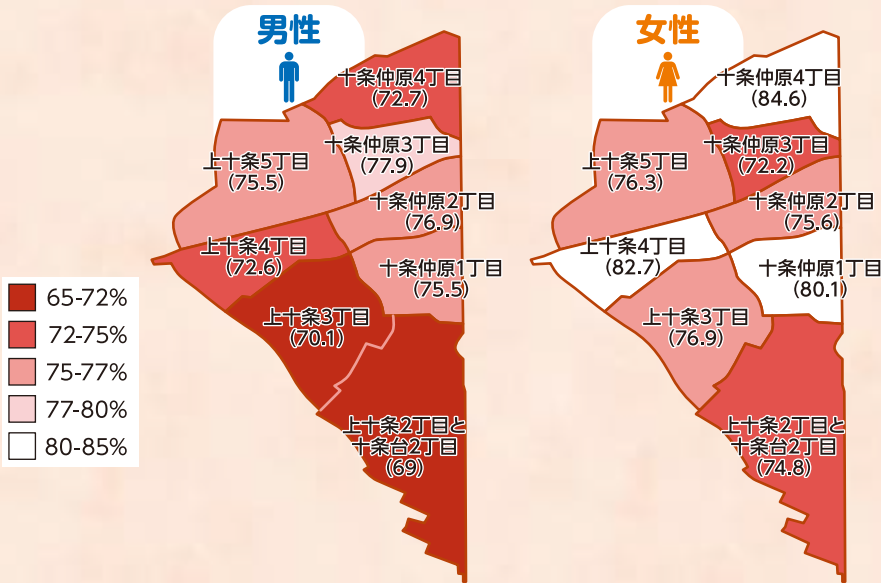 男性
十条仲原4丁目
(72.7)
十条仲原3丁目
(77.9)
上十条5丁目
(75.5)
十条仲原2丁目
(76.9)
上十条4丁目
(72.6)
十条仲原1丁目
(75.5)
上十条3丁目
(70.1)
上十条2丁目と
十条台2丁目
(69)
女性
十条仲原4丁目
(84.6)
十条仲原3丁目
(72.2)
上十条5丁目
(76.3)
十条仲原2丁目
(75.6)
上十条4丁目
(82.7)
十条仲原1丁目
(80.1)
上十条3丁目
(76.9)
上十条2丁目と
十条台2丁目
(74.8)
65-72%
72-75%
75-77%
77-80%
80-85%